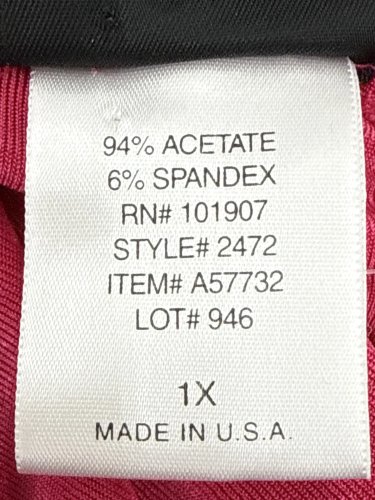 94% ACETATE
6% SPANDEX
RN# 101907
STYLE# 2472
ITEM# A57732
LOT# 946
1X
MADE IN U.S.A.